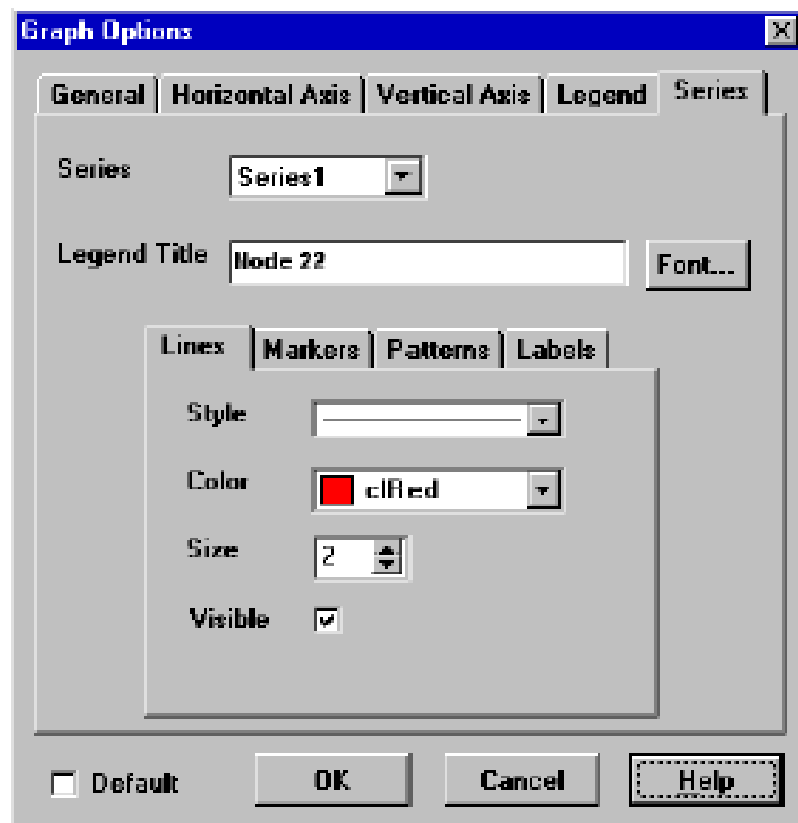 Graph Options
General Horizontal Axis Vertical Axis Legend Series
Series Series1
Legend Title Node 22 Font...
Lines Markers Patterns Labels
Style
Color clRed
Size 2
Visible
Default OK Cancel Help